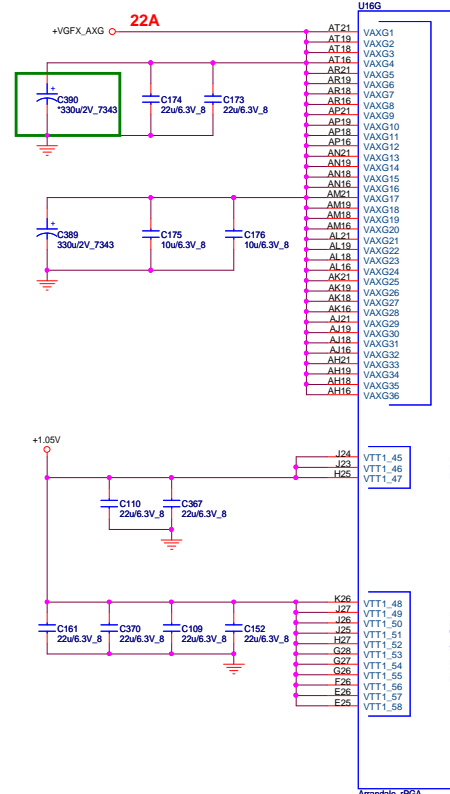 U16G
22A
+VGFX_AXG
AT21 VAXG1
AT19 VAXG2
AT18 VAXG3
AT16 VAXG4
AR21 VAXG5
AR19 VAXG6
AR18 VAXG7
AR16 VAXG8
AP21 VAXG9
AP19 VAXG10
AP18 VAXG11
AP16 VAXG12
AN21 VAXG13
AN19 VAXG14
AN18 VAXG15
AN16 VAXG16
AM21 VAXG17
AM19 VAXG18
AM18 VAXG19
AM16 VAXG20
AL21 VAXG21
AL19 VAXG22
AL18 VAXG23
AL16 VAXG24
AK21 VAXG25
AK19 VAXG26
AK18 VAXG27
AK16 VAXG28
AJ21 VAXG29
AJ19 VAXG30
AJ18 VAXG31
AJ16 VAXG32
AH21 VAXG33
AH19 VAXG34
AH18 VAXG35
AH16 VAXG36
C390
*330u/2V_7343
C174
22u/6.3V_8
C173
22u/6.3V_8
+
C389
330u/2V_7343
C175
10u/6.3V_8
C176
10u/6.3V_8
+
+1.05V
J24 VTT1_45
J23 VTT1_46
H25 VTT1_47
C110
22u/6.3V_8
C367
22u/6.3V_8
K26 VTT1_48
J27 VTT1_49
J26 VTT1_50
J25 VTT1_51
H27 VTT1_52
G28 VTT1_53
G27 VTT1_54
G26 VTT1_55
F26 VTT1_56
E26 VTT1_57
E25 VTT1_58
C161
22u/6.3V_8
C370
22u/6.3V_8
C109
22u/6.3V_8
C152
22u/6.3V_8
Arrandale_rPGA